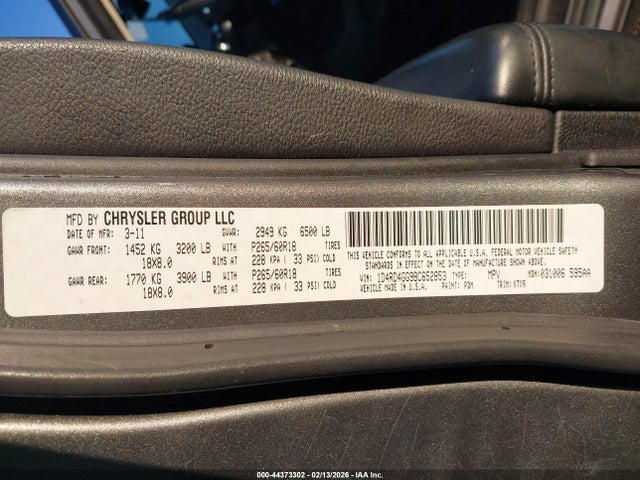 MFD BY CHRYSLER GROUP LLC
DATE OF MFR: 3-11 GVWR: 2949 KG 6500 LB
GAWR FRONT: 1452 KG 3200 LB WITH P265/60R18 TIRES
18X8.0 RIMS AT 228 KPA ( 33 PSI) COLD
GAWR REAR: 1770 KG 3900 LB WITH P265/60R18 TIRES
18X8.0 RIMS AT 228 KPA ( 33 PSI) COLD
THIS VEHICLE CONFORMS TO ALL APPLICABLE U.S.A. FEDERAL MOTOR VEHICLE SAFETY
STANDARDS IN EFFECT ON THE DATE OF MANUFACTURE SHOWN ABOVE.
VIN: 1D4RD4GG3BC652853 TYPE: MPV MDH: 031006 595AA
VEHICLE MADE IN U.S.A. PAINT: PDM TRIM: K7X9
000-44373302 - 02/13/2026 - IAA Inc.